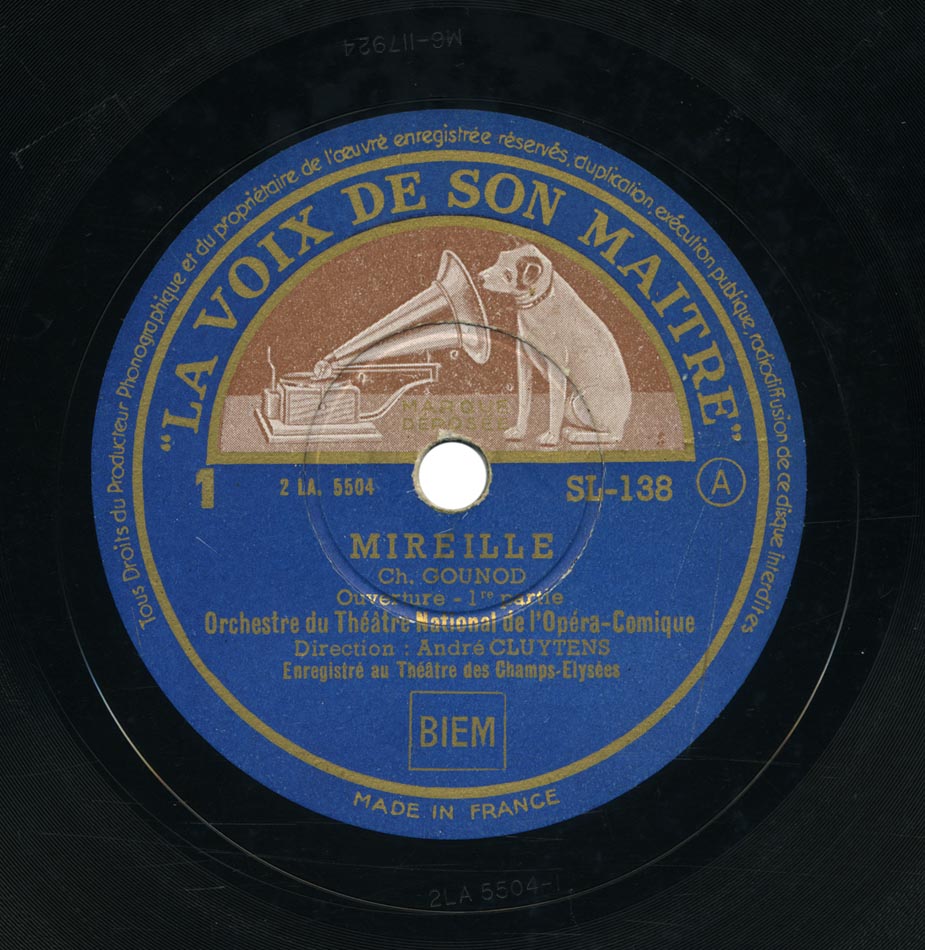 M6-117924
Tous Droits du Producteur Phonographique et du propriétaire de l'œuvre enregistrée réservés, duplication, exécution publique, radiodiffusion de ce disque interdites
"LA VOIX DE SON MAITRE"
MARQUE
DÉPOSÉE
1 2 LA. 5504 SL-138 A
MIREILLE
Ch. GOUNOD
Ouverture - 1re partie
Orchestre du Théâtre National de l'Opéra-Comique
Direction : André CLUYTENS
Enregistré au Théâtre des Champs-Elysées
BIEM
MADE IN FRANCE
2LA 5504-1